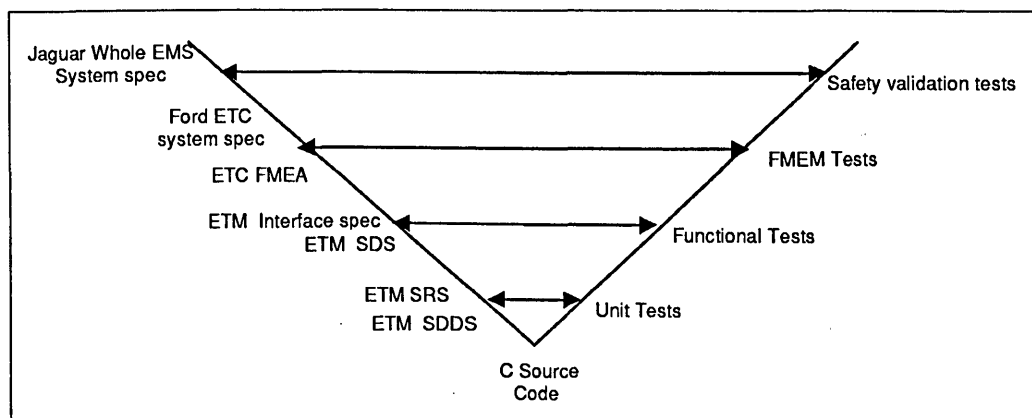 Jaguar Whole EMS
System spec
Safety validation tests
Ford ETC
system spec
ETC FMEA
FMEM Tests
ETM Interface spec
ETM SDS
Functional Tests
ETM SRS
ETM SDDS
Unit Tests
C Source
Code